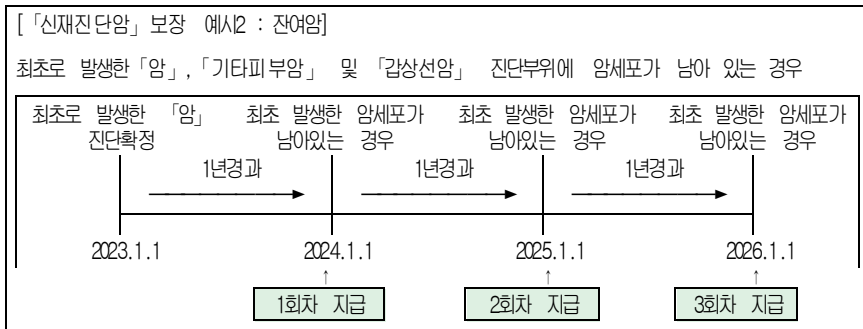 [「신재진단암」 보장 예시2 : 잔여암]
최초로 발생한「암」,「기타피부암」 및 「갑상선암」 진단부위에 암세포가 남아 있는 경우
최초로 발생한 「암」 최초 발생한 암세포가 최초 발생한 암세포가 최초 발생한 암세포가
진단확정 남아있는 경우 남아있는 경우 남아있는 경우
1년경과 1년경과 1년경과
2023.1.1 2024.1.1 2025.1.1 2026.1.1
↑ ↑ ↑
1회차 지급 2회차 지급 3회차 지급